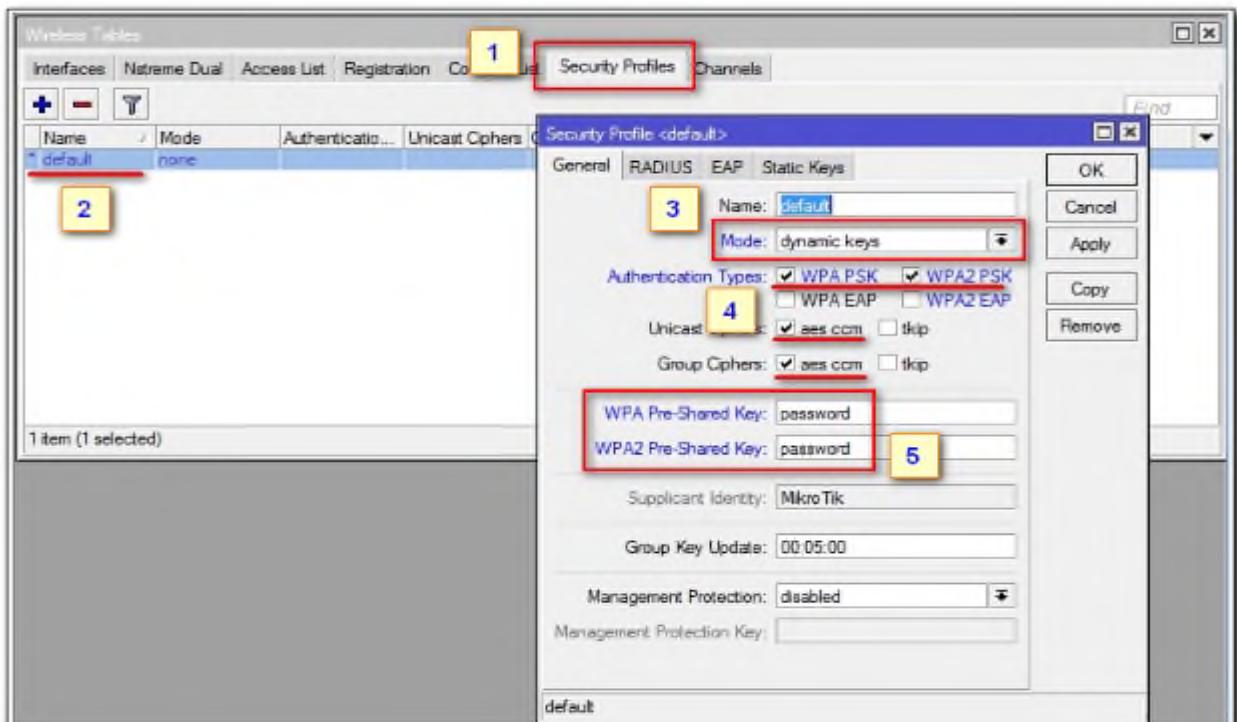 Wireless Tables
1
Interfaces Nstreme Dual Access List Registration Security Profiles Channels
Find
Name Mode Authenticatio... Unicast Ciphers
* default none
2
Security Profile <default>
General RADIUS EAP Static Keys
OK
3
Name: default
Cancel
Mode: dynamic keys
Apply
Authentication Types: WPA PSK WPA2 PSK
Copy
WPA EAP WPA2 EAP
4
Unicast aes ccm tkip
Remove
Group Ciphers: aes ccm tkip
WPA Pre-Shared Key: password
WPA2 Pre-Shared Key: password
5
1 item (1 selected)
Supplicant Identity: MikroTik
Group Key Update: 00:05:00
Management Protection: disabled
Management Protection Key:
default